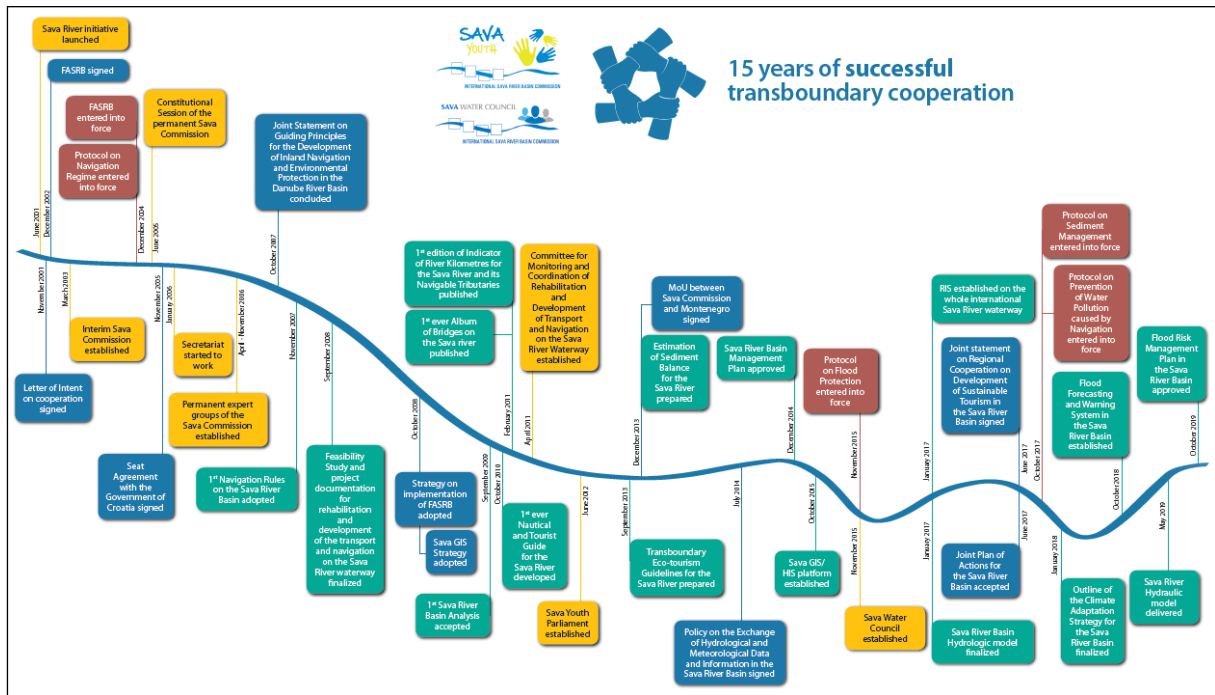 Sava River initiative
launched
FASRB signed
FASRB
entered into
force
Protocol on
Navigation
Regime entered
into force
Constitutional
Session of the
permanent Sava
Commission
Joint Statement on
Guiding Principles
for the Development
of Inland Navigation
and Environmental
Protection in the
Danube River Basin
concluded
SAVA
YOUTH
INTERNATIONAL SAVA RIVER BASIN COMMISSION
SAVA WATER COUNCIL
INTERNATIONAL SAVA RIVER BASIN COMMISSION
15 years of successful
transboundary cooperation
June 2001
December 2002
December 2004
June 2005
October 2007
November 2001
March 2003
November 2005
January 2006
April - November 2006
November 2007
September 2008
Interim Sava
Commission
established
Letter of Intent
on cooperation
signed
Secretariat
started to
work
Permanent expert
groups of the
Sava Commission
established
Seat
Agreement
with the
Government of
Croatia signed
1st Navigation Rules
on the Sava River
Basin adopted
Feasibility
Study and
project
documentation
for
rehabilitation
and
development
of the transport
and navigation
on the Sava
River waterway
finalized
1st edition of Indicator
of River Kilometres for
the Sava River and its
Navigable Tributaries
published
1st ever Album of
Bridges on the
Sava river
published
Committee for
Monitoring and
Coordination of
Rehabilitation
and
Development of
Transport and
Navigation on
the Sava
River Waterway
established
February 2011
April 2011
October 2008
September 2009
October 2010
June 2012
Strategy on
implementation
of FASRB
adopted
Sava GIS
Strategy
adopted
1st Sava River
Basin Analysis
accepted
1st ever
Nautical
and Tourist
Guide
for the
Sava River
developed
Sava Youth
Parliament
established
MoU between
Sava Commission
and Montenegro
signed
Estimation
of Sediment
Balance
for the
Sava River
prepared
Sava River Basin
Management
Plan approved
Protocol
on Flood
Protection
entered into
force
December 2013
December 2014
November 2015
September 2013
July 2014
October 2015
November 2015
Transboundary
Eco-tourism
Guidelines for the
Sava River prepared
Policy on the Exchange
of Hydrological and
Meteorological Data
and Information in the
Sava River Basin signed
Sava GIS/
HIS platform
established
Sava Water
Council
established
RIS established on the
whole international
Sava River waterway
Joint statement
on Regional
Cooperation on
Development
of Sustainable
Tourism in
the Sava River
Basin signed
Protocol on
Sediment
Management
entered into force
Protocol on
Prevention
of Water
Pollution
caused by
Navigation
entered into
force
Flood
Forecasting
and Warning
System in
the Sava
River Basin
established
Flood Risk
Management
Plan in
the Sava
River Basin
approved
January 2017
June 2017
October 2017
October 2018
October 2019
January 2017
June 2017
January 2018
May 2019
Joint Plan of
Actions for
the Sava River
Basin accepted
Sava River Basin
Hydrologic model
finalized
Outline of
the Climate
Adaptation
Strategy for
the Sava
River Basin
finalized
Sava River
Hydraulic
model
delivered